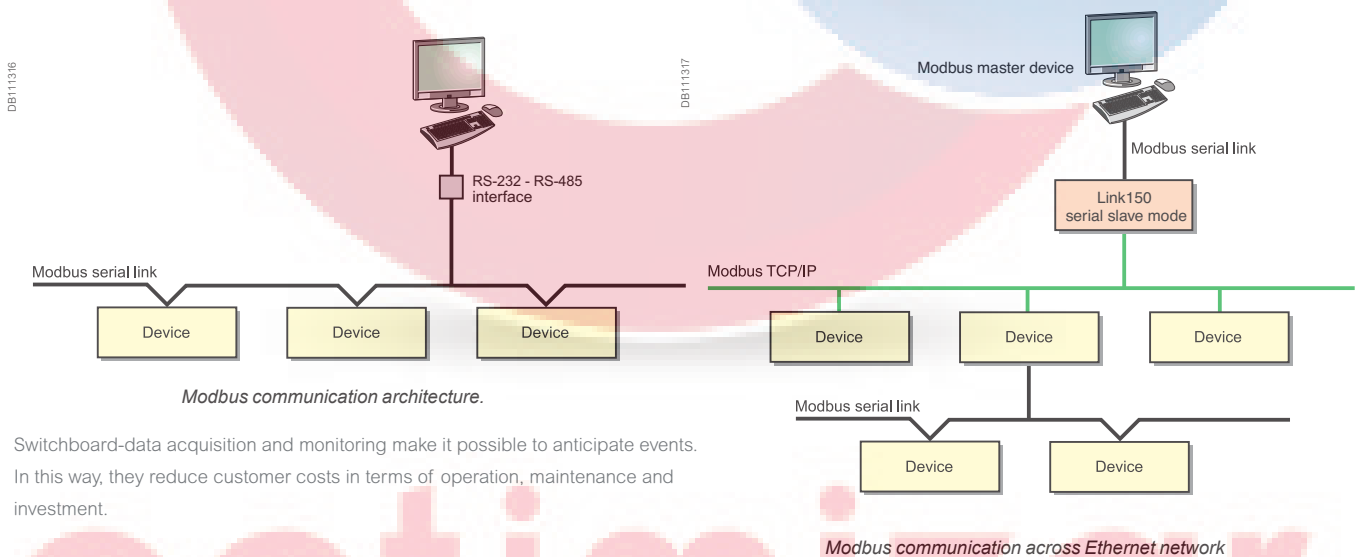 DB111316
RS-232 - RS-485
interface
Modbus serial link
Device
Device
Device
Modbus communication architecture.
Switchboard-data acquisition and monitoring make it possible to anticipate events.
In this way, they reduce customer costs in terms of operation, maintenance and
investment.
DB111317
Modbus master device
Modbus serial link
Link150
serial slave mode
Modbus TCP/IP
Device
Device
Device
Modbus serial link
Device
Device
Modbus communication across Ethernet network